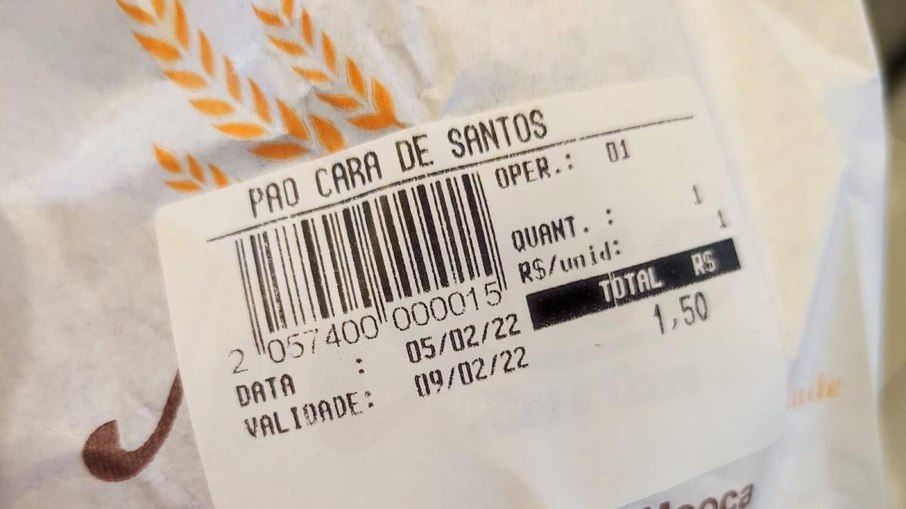 PAO CARA DE SANTOS
OPER.: 01
QUANT. : 1
R$/unid: 1
TOTAL R$
1,50
2 057400 000015
DATA : 05/02/22
VALIDADE: 09/02/22